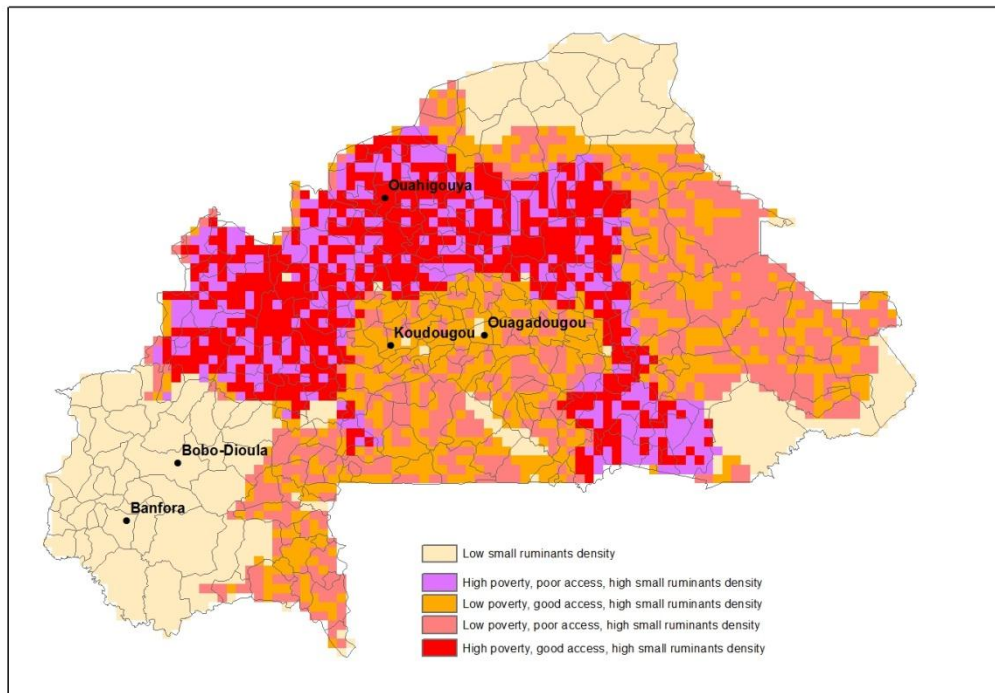 Ouahigouya
Koudougou
Ouagadougou
Bobo-Dioula
Banfora
Low small ruminants density
High poverty, poor access, high small ruminants density
Low poverty, good access, high small ruminants density
Low poverty, poor access, high small ruminants density
High poverty, good access, high small ruminants density